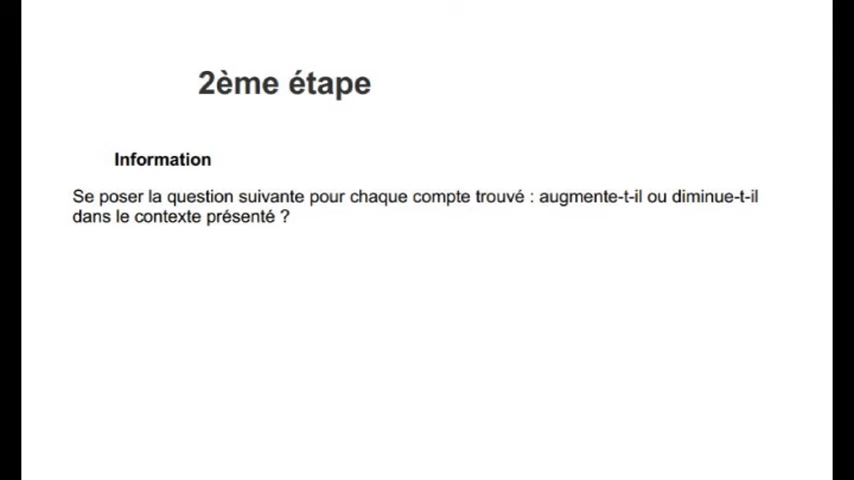 2ème étape
Information
Se poser la question suivante pour chaque compte trouvé : augmente-t-il ou diminue-t-il
dans le contexte présenté ?